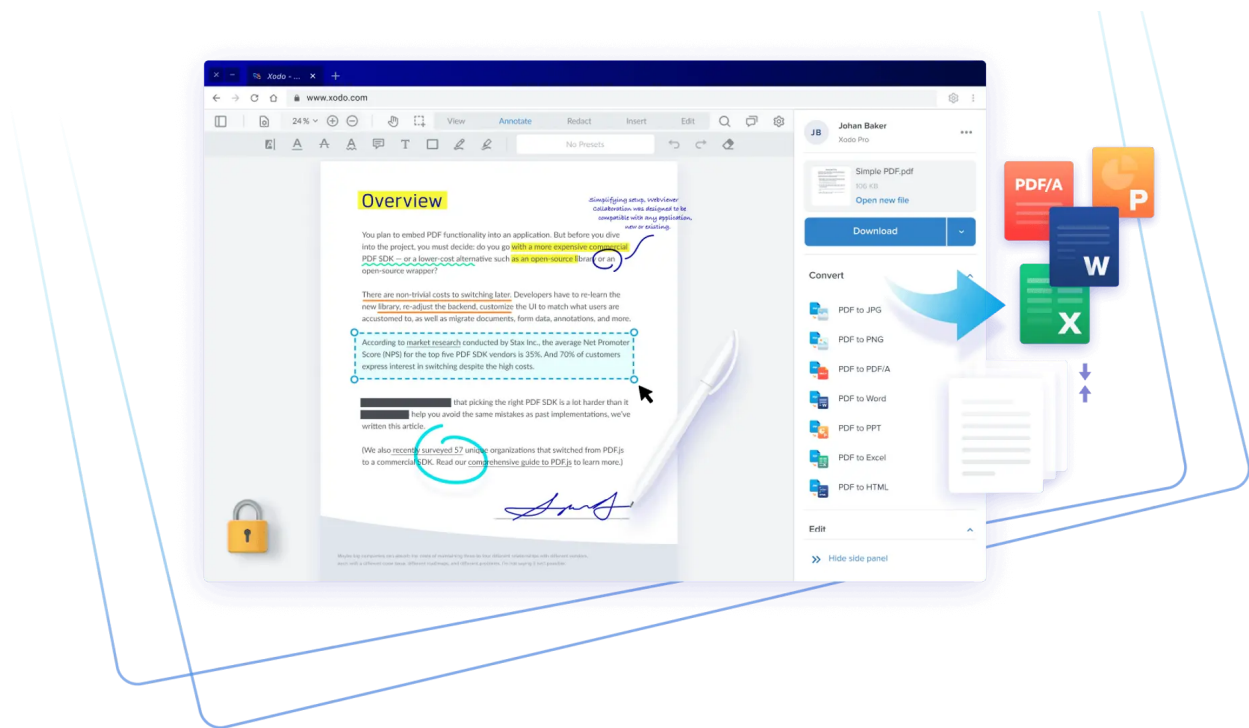 Xodo - ...
www.xodo.com
24%
View
Annotate
Redact
Insert
Edit
T
No Presets
JB
Johan Baker
Xodo Pro
Simple PDF.pdf
106 KB
Open new file
Download
Convert
PDF to JPG
PDF to PNG
PDF to PDF/A
PDF to Word
PDF to PPT
PDF to Excel
PDF to HTML
Edit
Hide side panel
Overview
Simplifying setup, WebViewer
Collaboration was designed to be
compatible with any application,
new or existing.
You plan to embed PDF functionality into an application. But before you dive
into the project, you must decide: do you go with a more expensive commercial
PDF SDK — or a lower-cost alternative such as an open-source library or an
open-source wrapper?
There are non-trivial costs to switching later. Developers have to re-learn the
new library, re-adjust the backend, customize the UI to match what users are
accustomed to, as well as migrate documents, form data, annotations, and more.
According to market research conducted by Stax Inc., the average Net Promoter
Score (NPS) for the top five PDF SDK vendors is 35%. And 70% of customers
express interest in switching despite the high costs.
that picking the right PDF SDK is a lot harder than it
help you avoid the same mistakes as past implementations, we've
written this article.
(We also recently surveyed 57 unique organizations that switched from PDF.js
to a commercial SDK. Read our comprehensive guide to PDF.js to learn more.)
PDF/A
P
W
X